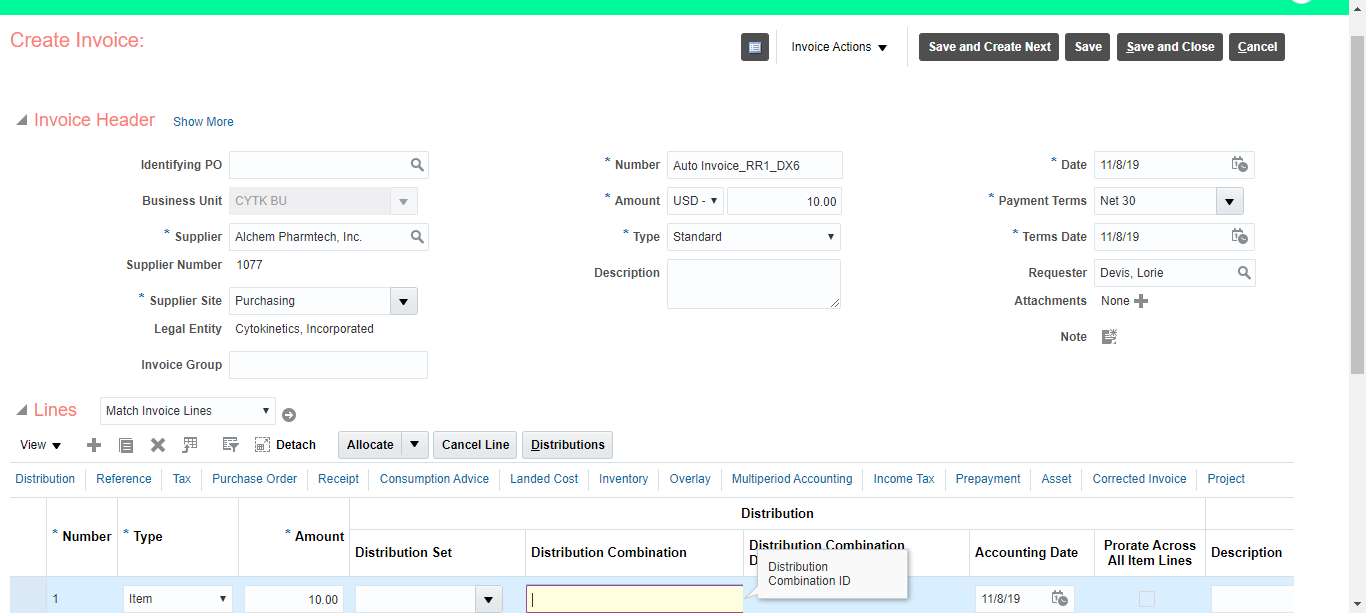 Create Invoice:
Invoice Actions
Save and Create Next
Save
Save and Close
Cancel
Invoice Header
Show More
Identifying PO
Business Unit CYTK BU
* Supplier Alchem Pharmtech, Inc.
Supplier Number 1077
* Supplier Site Purchasing
Legal Entity Cytokinetics, Incorporated
Invoice Group
* Number Auto Invoice_RR1_DX6
* Amount USD - 10.00
* Type Standard
Description
* Date 11/8/19
* Payment Terms Net 30
* Terms Date 11/8/19
Requester Devis, Lorie
Attachments None
Note
Lines Match Invoice Lines
View Detach Allocate Cancel Line Distributions
Distribution Reference Tax Purchase Order Receipt Consumption Advice Landed Cost Inventory Overlay Multiperiod Accounting Income Tax Prepayment Asset Corrected Invoice Project
* Number
* Type
* Amount
Distribution
Distribution Set
Distribution Combination
Distribution Combination
Accounting Date
Prorate Across
All Item Lines
Description
Distribution
Combination ID
1 Item 10.00 11/8/19